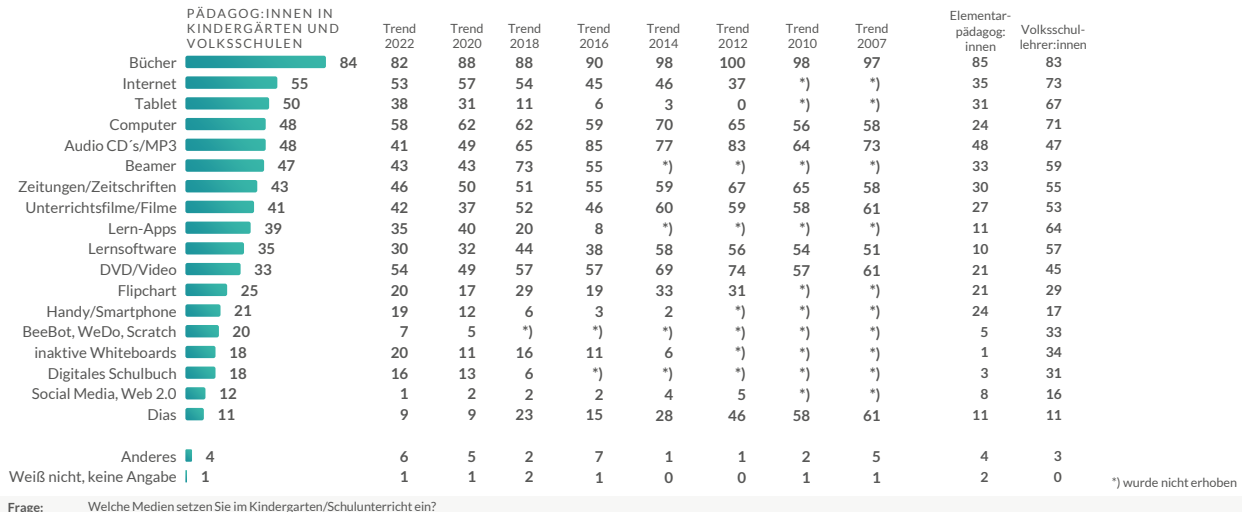 PÄDAGOG:INNEN IN
KINDERGÄRTEN UND
VOLKSSCHULEN
Trend 2022 Trend 2020 Trend 2018 Trend 2016 Trend 2014 Trend 2012 Trend 2010 Trend 2007 Elementar-pädagog:innen Volksschul-lehrer:innen
Bücher 84 82 88 88 90 98 100 98 97 85 83
Internet 55 53 57 54 45 46 37 *) *) 35 73
Tablet 50 38 31 11 6 3 0 *) *) 31 67
Computer 48 58 62 62 59 70 65 56 58 24 71
Audio CD´s/MP3 48 41 49 65 85 77 83 64 73 48 47
Beamer 47 43 43 73 55 *) *) *) *) 33 59
Zeitungen/Zeitschriften 43 46 50 51 55 59 67 65 58 30 55
Unterrichtsfilme/Filme 41 42 37 52 46 60 59 58 61 27 53
Lern-Apps 39 35 40 20 8 *) *) *) *) 11 64
Lernsoftware 35 30 32 44 38 58 56 54 51 10 57
DVD/Video 33 54 49 57 57 69 74 57 61 21 45
Flipchart 25 20 17 29 19 33 31 *) *) 21 29
Handy/Smartphone 21 19 12 6 3 2 *) *) *) 24 17
BeeBot, WeDo, Scratch 20 7 5 *) *) *) *) *) *) 5 33
inaktive Whiteboards 18 20 11 16 11 6 *) *) *) 1 34
Digitales Schulbuch 18 16 13 6 *) *) *) *) *) 3 31
Social Media, Web 2.0 12 1 2 2 2 4 5 *) *) 8 16
Dias 11 9 9 23 15 28 46 58 61 11 11
Anderes 4 6 5 2 7 1 1 2 5 4 3
Weiß nicht, keine Angabe 1 1 1 2 1 0 0 1 1 2 0
*) wurde nicht erhoben
Frage: Welche Medien setzen Sie im Kindergarten/Schulunterricht ein?